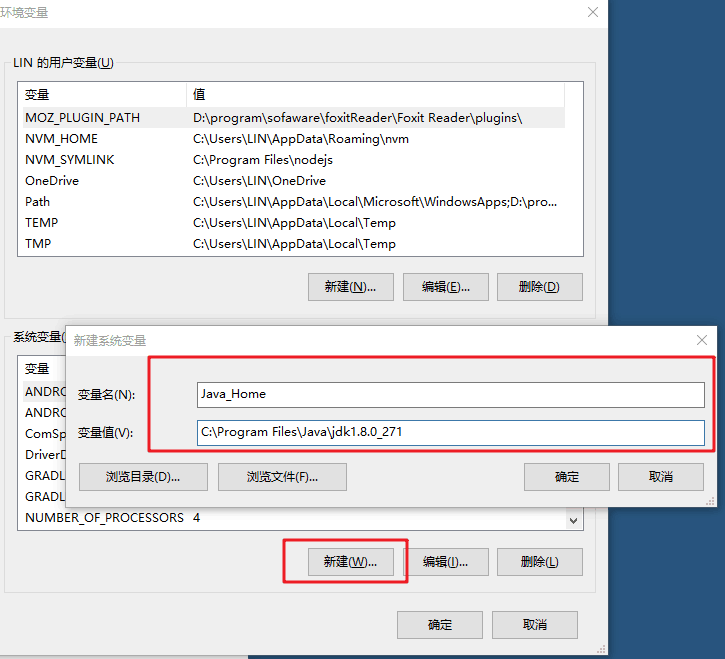 环境变量
LIN 的用户变量(U)
变量 值
MOZ_PLUGIN_PATH D:\program\sofaware\foxitReader\Foxit Reader\plugins\
NVM_HOME C:\Users\LIN\AppData\Roaming\nvm
NVM_SYMLINK C:\Program Files\nodejs
OneDrive C:\Users\LIN\OneDrive
Path C:\Users\LIN\AppData\Local\Microsoft\WindowsApps;D:\pro...
TEMP C:\Users\LIN\AppData\Local\Temp
TMP C:\Users\LIN\AppData\Local\Temp
新建(N)... 编辑(E)... 删除(D)
系统变量(
新建系统变量
变量
变量名(N): Java_Home
变量值(V): C:\Program Files\Java\jdk1.8.0_271
浏览目录(D)... 浏览文件(F)... 确定 取消
ANDRO
ANDRO
ComSp
DriverD
GRADL
GRADL
NUMBER_OF_PROCESSORS 4
新建(W)... 编辑(I)... 删除(L)
确定 取消